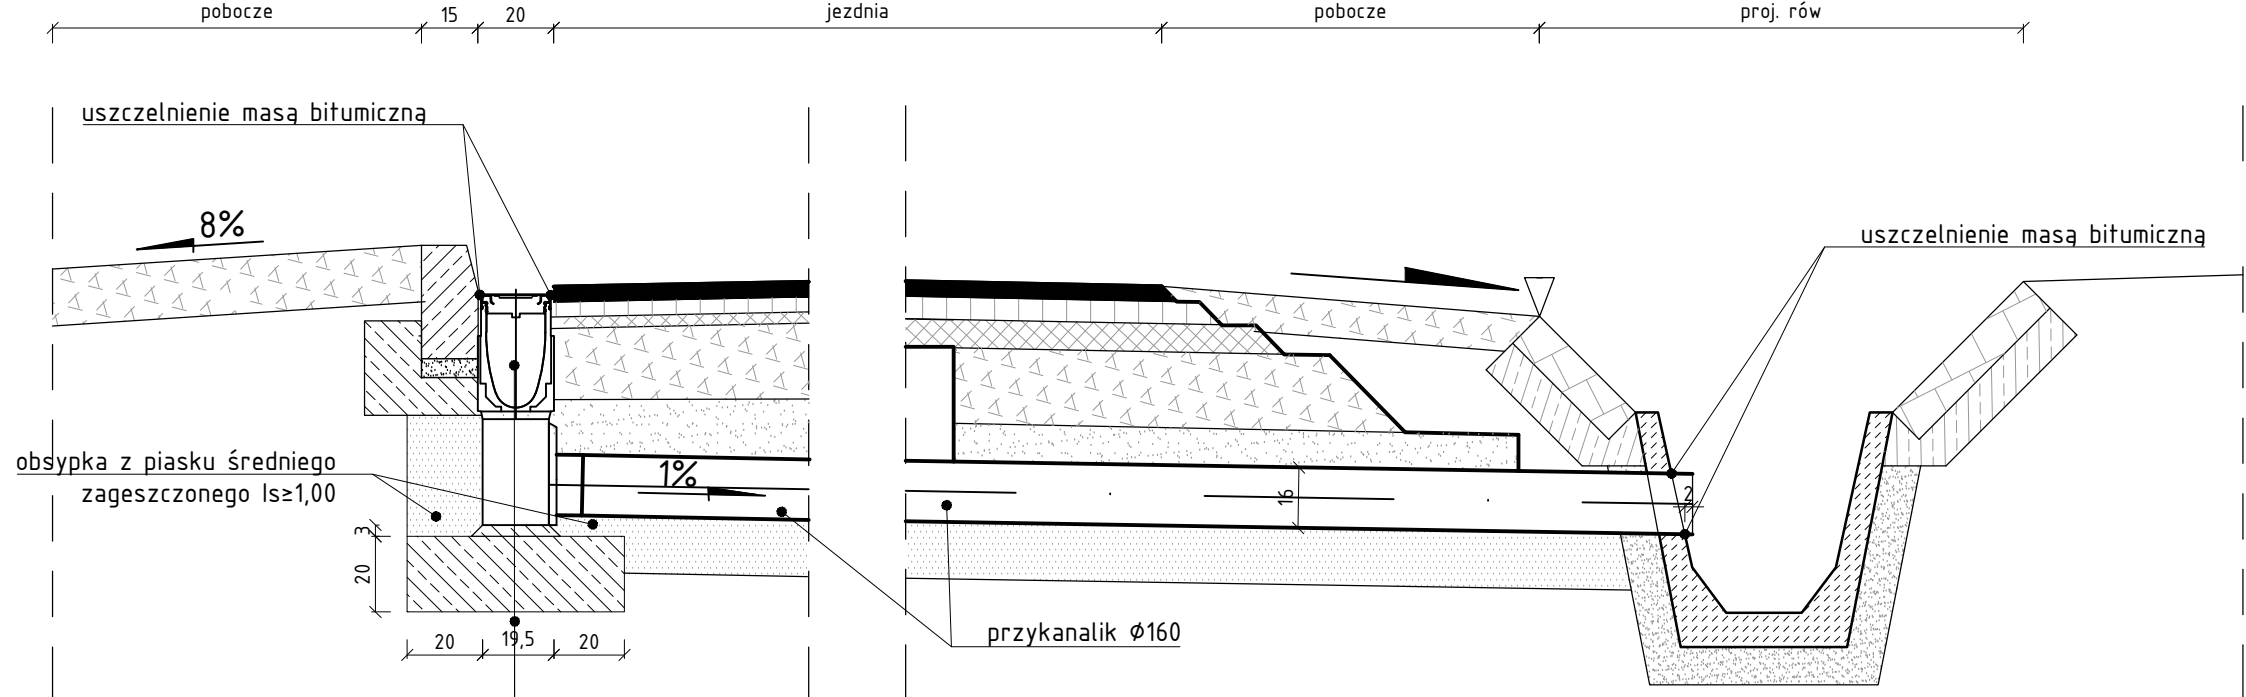 pobocze
15
20
jezdnia
pobocze
proj. rów
uszczelnienie masą bitumiczną
8%
uszczelnienie masą bitumiczną
obsypka z piasku średniego
zageszczonego Is≥1,00
1%
16
2
3
20
20
19,5
20
przykanalik Φ160